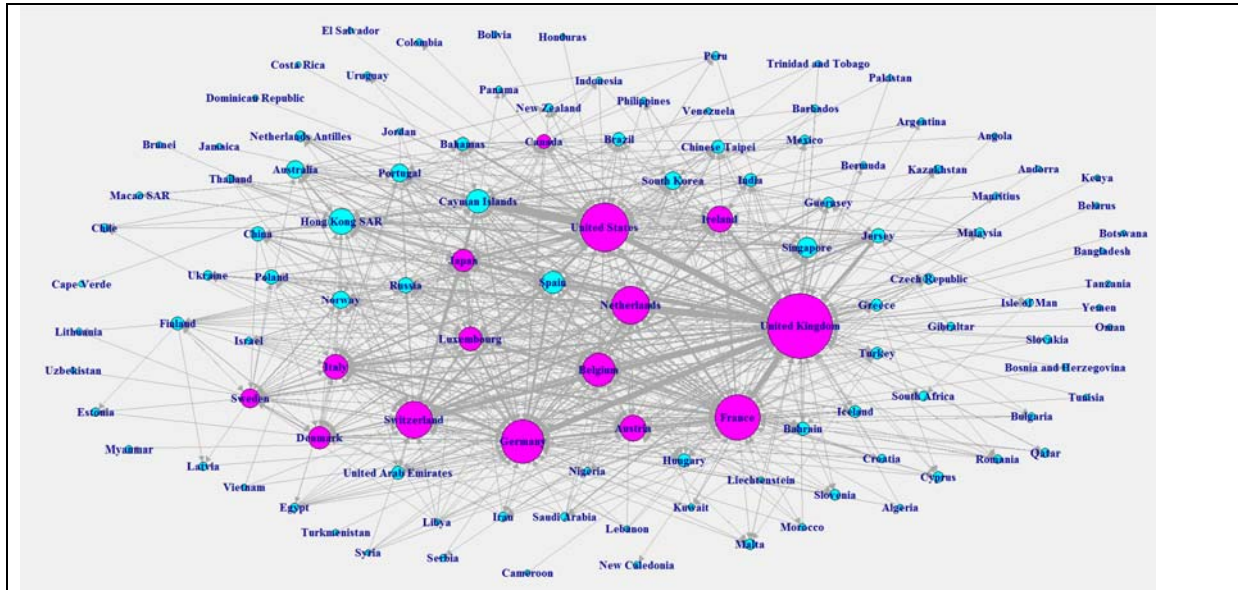 El Salvador
Colombia
Bolivia
Honduras
Costa Rica
Uruguay
Panama
Indonesia
Peru
Trinidad and Tobago
Pakistan
Dominican Republic
New Zealand
Philippines
Venezuela
Barbados
Argentina
Netherlands Antilles
Jordan
Bahamas
Canada
Brazil
Chinese Taipei
Mexico
Angola
Brunei
Jamaica
Thailand
Australia
Portugal
South Korea
India
Bermuda
Kazakhstan
Andorra
Kenya
Macao SAR
Cayman Islands
Guernsey
Mauritius
Belarus
Chile
China
Hong Kong SAR
United States
Ireland
Singapore
Jersey
Malaysia
Botswana
Bangladesh
Cape Verde
Ukraine
Poland
Japan
Russia
Spain
Czech Republic
Tanzania
Norway
Netherlands
Greece
Isle of Man
Yemen
Lithuania
Finland
Israel
Luxembourg
United Kingdom
Gibraltar
Slovakia
Oman
Uzbekistan
Italy
Belgium
Turkey
Bosnia and Herzegovina
Sweden
South Africa
Tunisia
Estonia
Denmark
Switzerland
Germany
Austria
France
Iceland
Bahrain
Bulgaria
Myanmar
Latvia
United Arab Emirates
Nigeria
Hungary
Liechtenstein
Croatia
Romania
Qatar
Vietnam
Egypt
Cyprus
Slovenia
Turkmenistan
Libya
Iran
Saudi Arabia
Lebanon
Kuwait
Morocco
Algeria
Syria
Serbia
Malta
Cameroon
New Caledonia